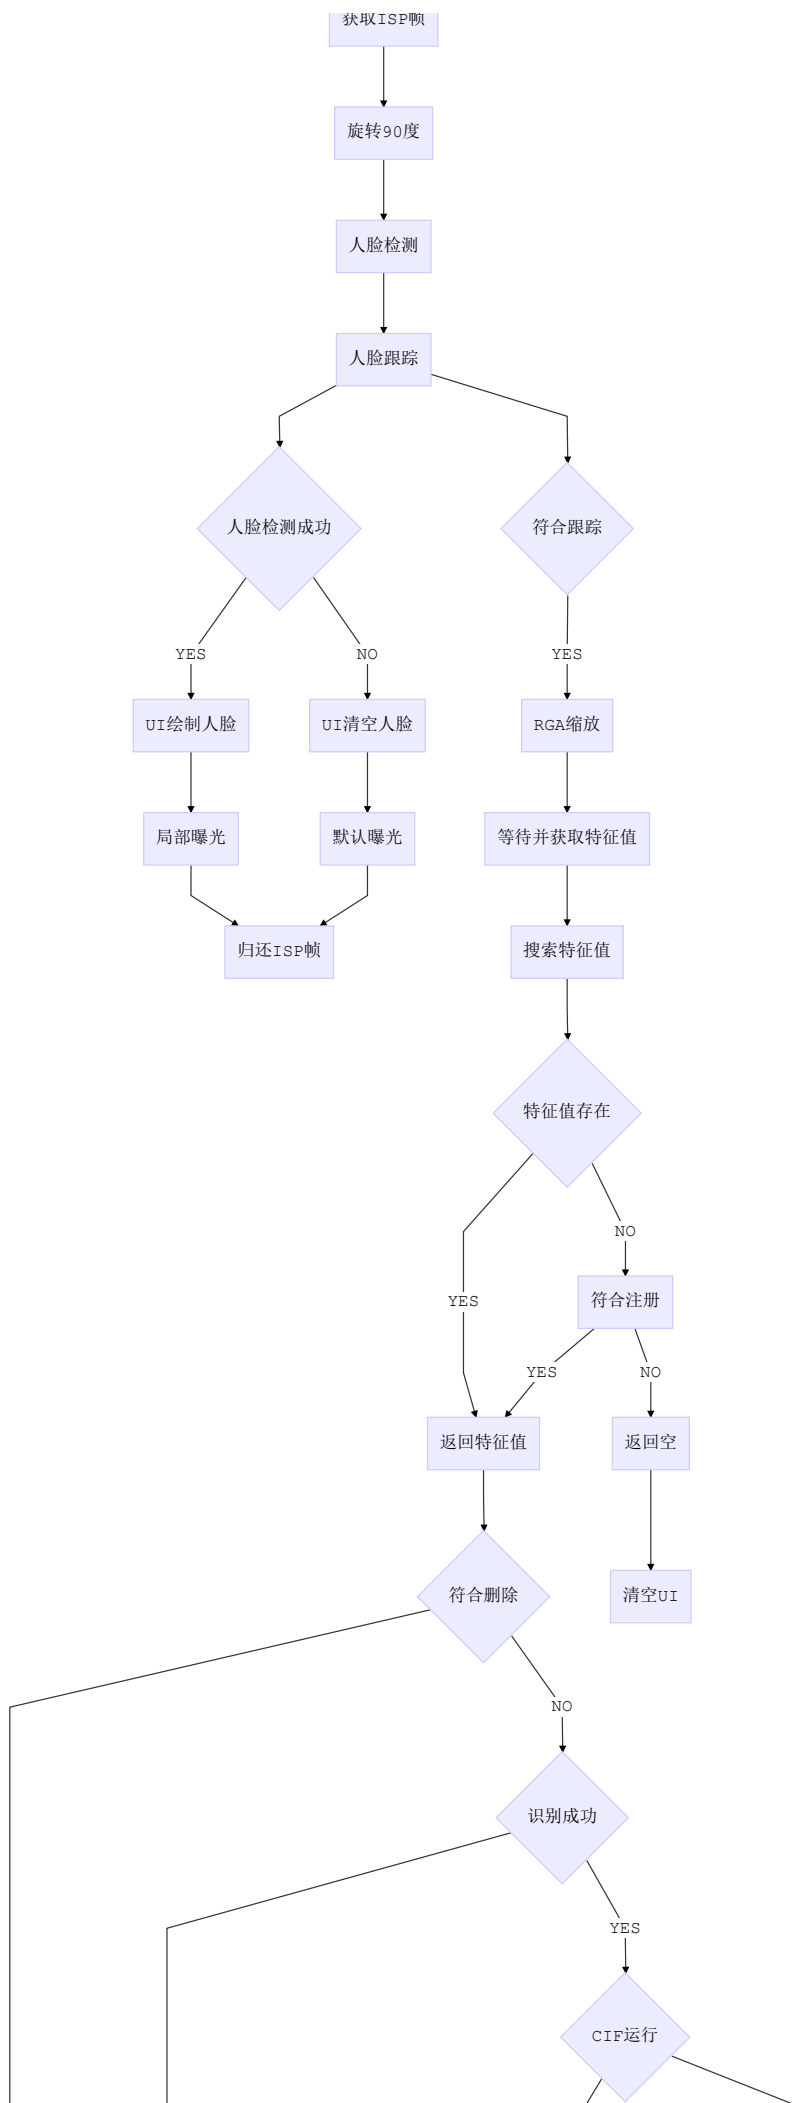 获取ISP帧
旋转90度
人脸检测
人脸跟踪
人脸检测成功
符合跟踪
YES
NO
YES
UI绘制人脸
UI清空人脸
RGA缩放
局部曝光
默认曝光
等待并获取特征值
归还ISP帧
搜索特征值
特征值存在
NO
YES
符合注册
YES
NO
返回特征值
返回空
符合删除
清空UI
NO
识别成功
YES
CIF运行